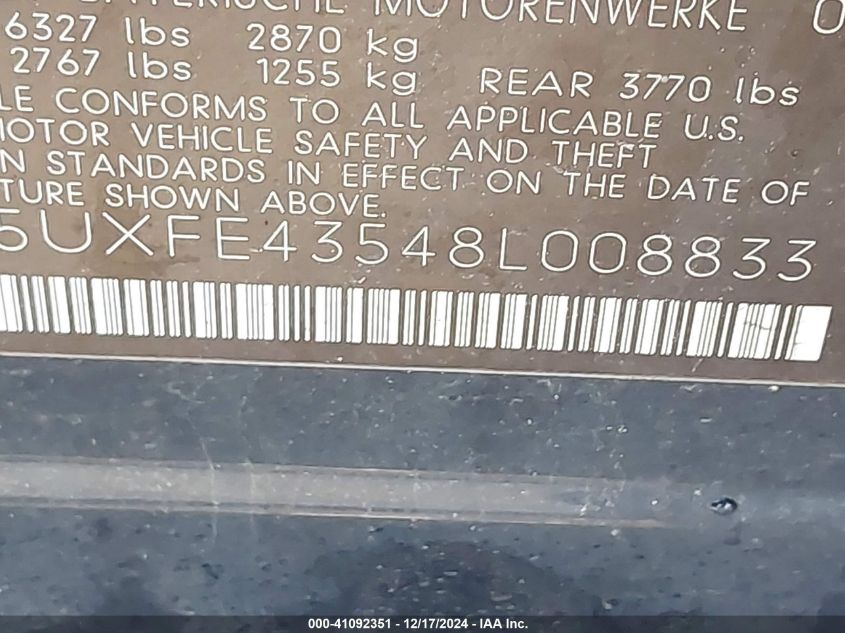 MOTORENWERKE
6327 lbs 2870 kg
2767 lbs 1255 kg REAR 3770 lbs
LE CONFORMS TO ALL APPLICABLE U.S.
MOTOR VEHICLE SAFETY AND THEFT
N STANDARDS IN EFFECT ON THE DATE OF
TURE SHOWN ABOVE.
5UXFE43548L008833
000-41092351 - 12/17/2024 - IAA Inc.